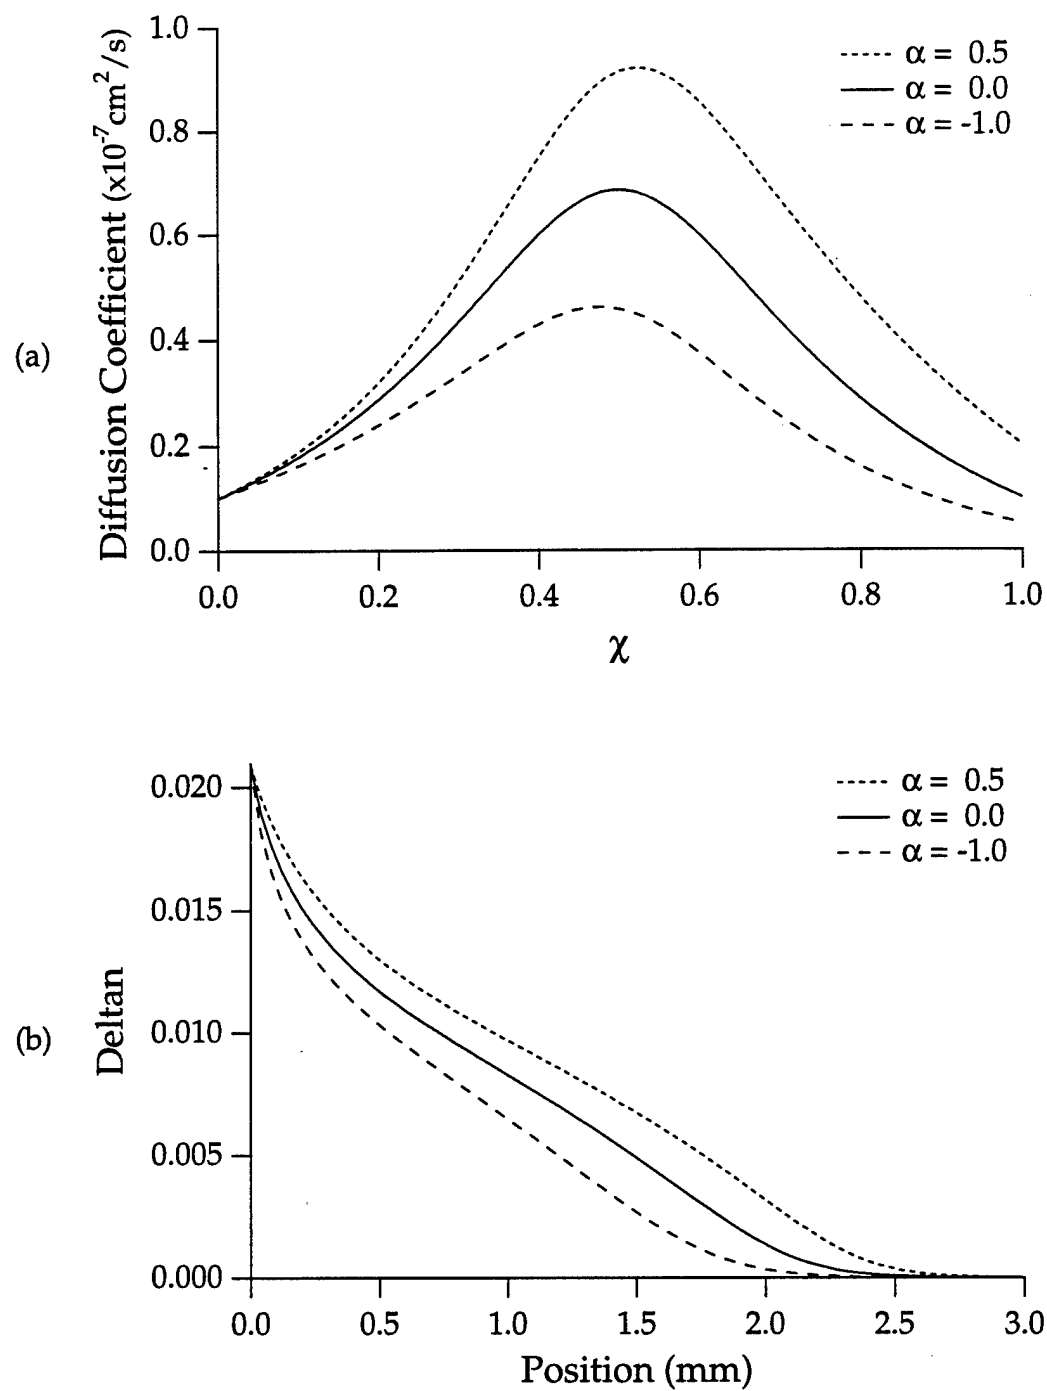 1.0
0.8
0.6
0.4
0.2
0.0
Diffusion Coefficient (x10⁻⁷cm²/s)
(a)
α = 0.5
α = 0.0
α = -1.0
0.0 0.2 0.4 0.6 0.8 1.0
χ
0.020
0.015
0.010
0.005
0.000
Deltan
(b)
α = 0.5
α = 0.0
α = -1.0
0.0 0.5 1.0 1.5 2.0 2.5 3.0
Position (mm)